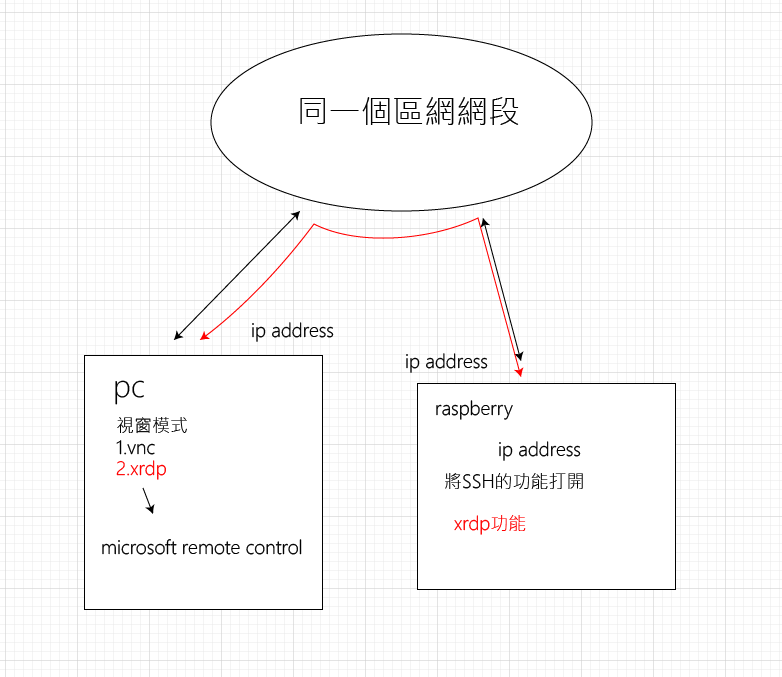 同一個區網網段
ip address
pc
視窗模式
1.vnc
2.xrdp
microsoft remote control
ip address
raspberry
ip address
將SSH的功能打開
xrdp功能